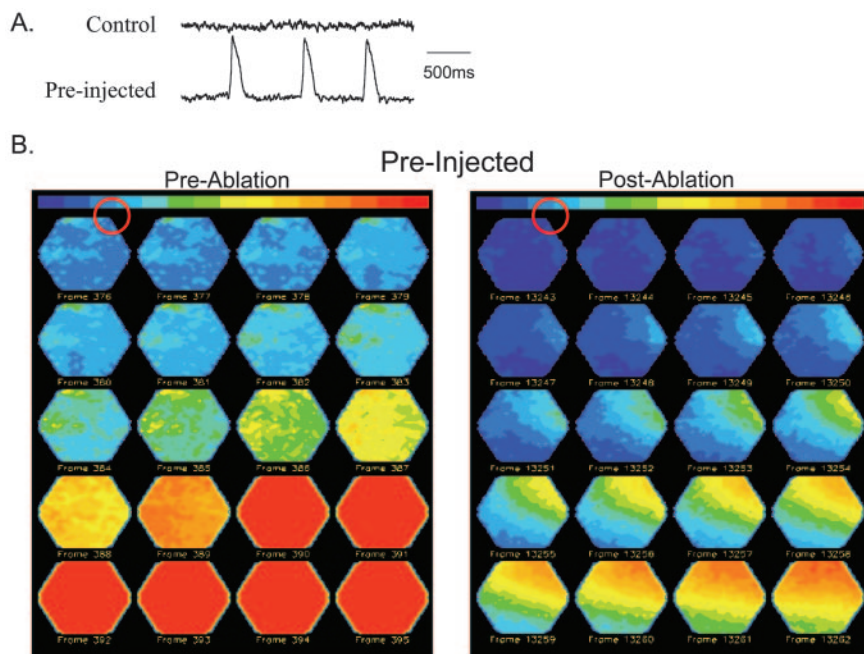 A.
Control
Pre-injected
500ms
B.
Pre-Injected
Pre-Ablation
Frame 376 Frame 377 Frame 378 Frame 379
Frame 380 Frame 381 Frame 382 Frame 383
Frame 384 Frame 385 Frame 386 Frame 387
Frame 388 Frame 389 Frame 390 Frame 391
Frame 392 Frame 393 Frame 394 Frame 395
Post-Ablation
Frame 13243 Frame 13244 Frame 13245 Frame 13246
Frame 13247 Frame 13248 Frame 13249 Frame 13250
Frame 13251 Frame 13252 Frame 13253 Frame 13254
Frame 13255 Frame 13256 Frame 13257 Frame 13258
Frame 13259 Frame 13260 Frame 13261 Frame 13262